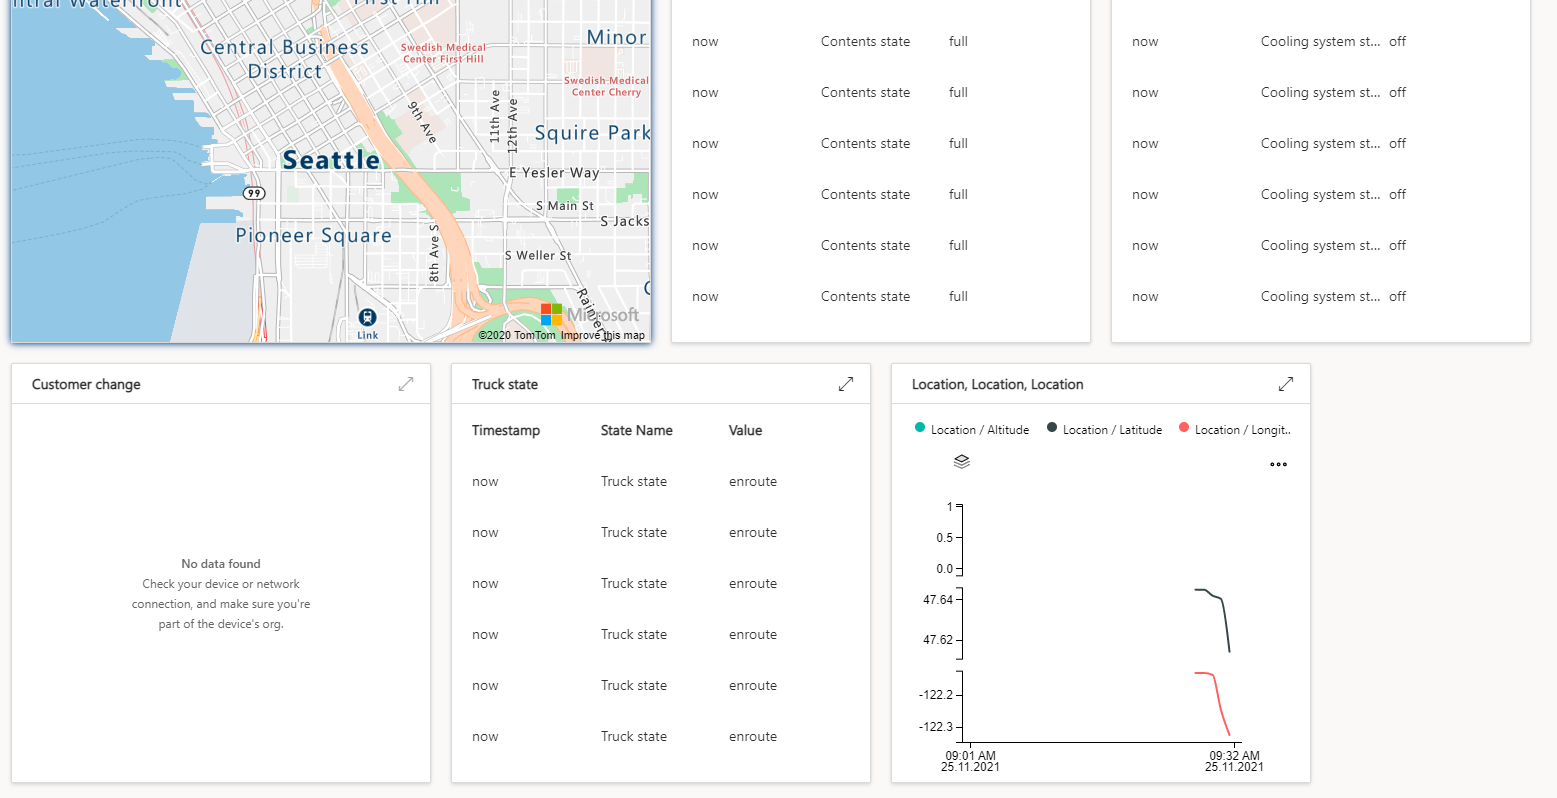 ntral Waterfront
First Hill
Central Business
District
Swedish Medical
Center First Hill
Minor
Swedish Medical
Center Cherry
9th Ave
11th Ave
12th Ave
Squire Park
Seattle
E Yesler Way
99
S Main St
S Jacks
Pioneer Square
8th Ave S
S Weller St
Rainier
Link
Microsoft
©2020 TomTom Improve this map
now Contents state full
now Contents state full
now Contents state full
now Contents state full
now Contents state full
now Contents state full
now Cooling system st... off
now Cooling system st... off
now Cooling system st... off
now Cooling system st... off
now Cooling system st... off
now Cooling system st... off
Customer change
No data found
Check your device or network
connection, and make sure you're
part of the device's org.
Truck state
Timestamp State Name Value
now Truck state enroute
now Truck state enroute
now Truck state enroute
now Truck state enroute
now Truck state enroute
now Truck state enroute
Location, Location, Location
Location / Altitude Location / Latitude Location / Longit..
1
0.5
0.0
47.64
47.62
-122.2
-122.3
09:01 AM 09:32 AM
25.11.2021 25.11.2021